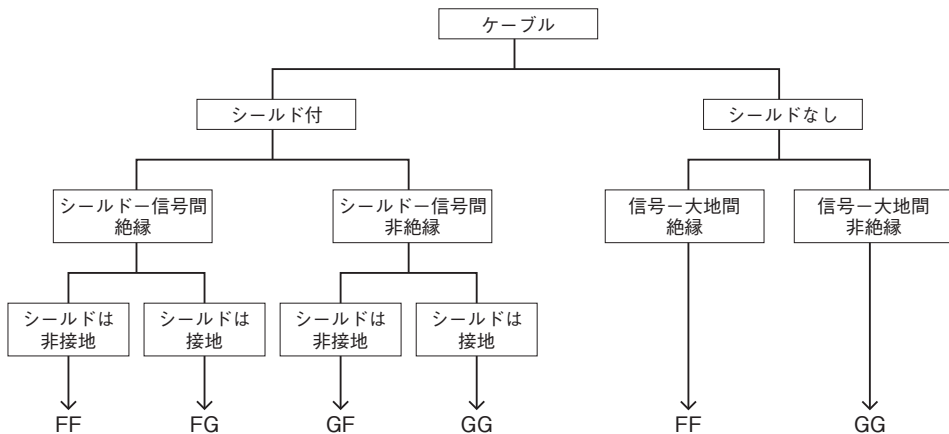 ケーブル
シールド付
シールドなし
シールドー信号間
絶縁
シールドー信号間
非絶縁
信号ー大地間
絶縁
信号ー大地間
非絶縁
シールドは
非接地
シールドは
接地
シールドは
非接地
シールドは
接地
FF
FG
GF
GG
FF
GG